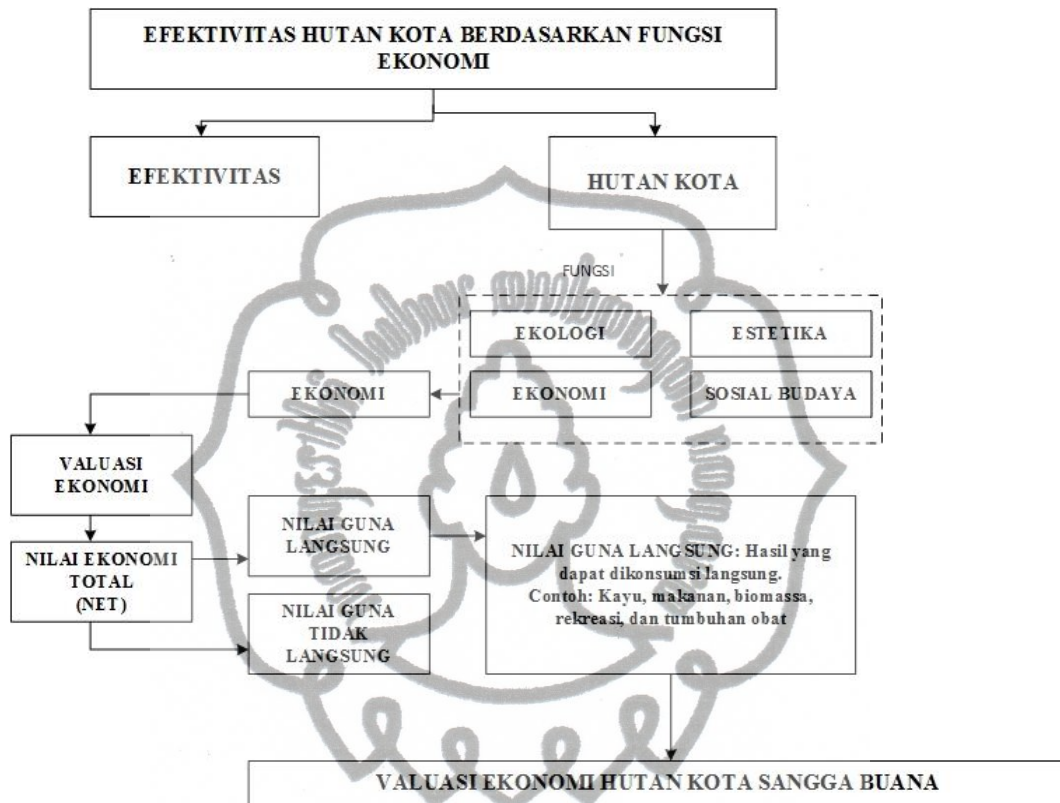 EFEKTIVITAS HUTAN KOTA BERDASARKAN FUNGSI
EKONOMI
EFEKTIVITAS
HUTAN KOTA
FUNGSI
EKOLOGI
ESTETIKA
EKONOMI
EKONOMI
SOSIAL BUDAYA
VALUASI
EKONOMI
NILAI GUNA
LANGSUNG
NILAI EKONOMI
TOTAL
(NET)
NILAI GUNA
TIDAK
LANGSUNG
NILAI GUNA LANGSUNG: Hasil yang
dapat dikonsumsi langsung.
Contoh: Kayu, makanan, biomassa,
rekreasi, dan tumbuhan obat
VALUASI EKONOMI HUTAN KOTA SANGGA BUANA